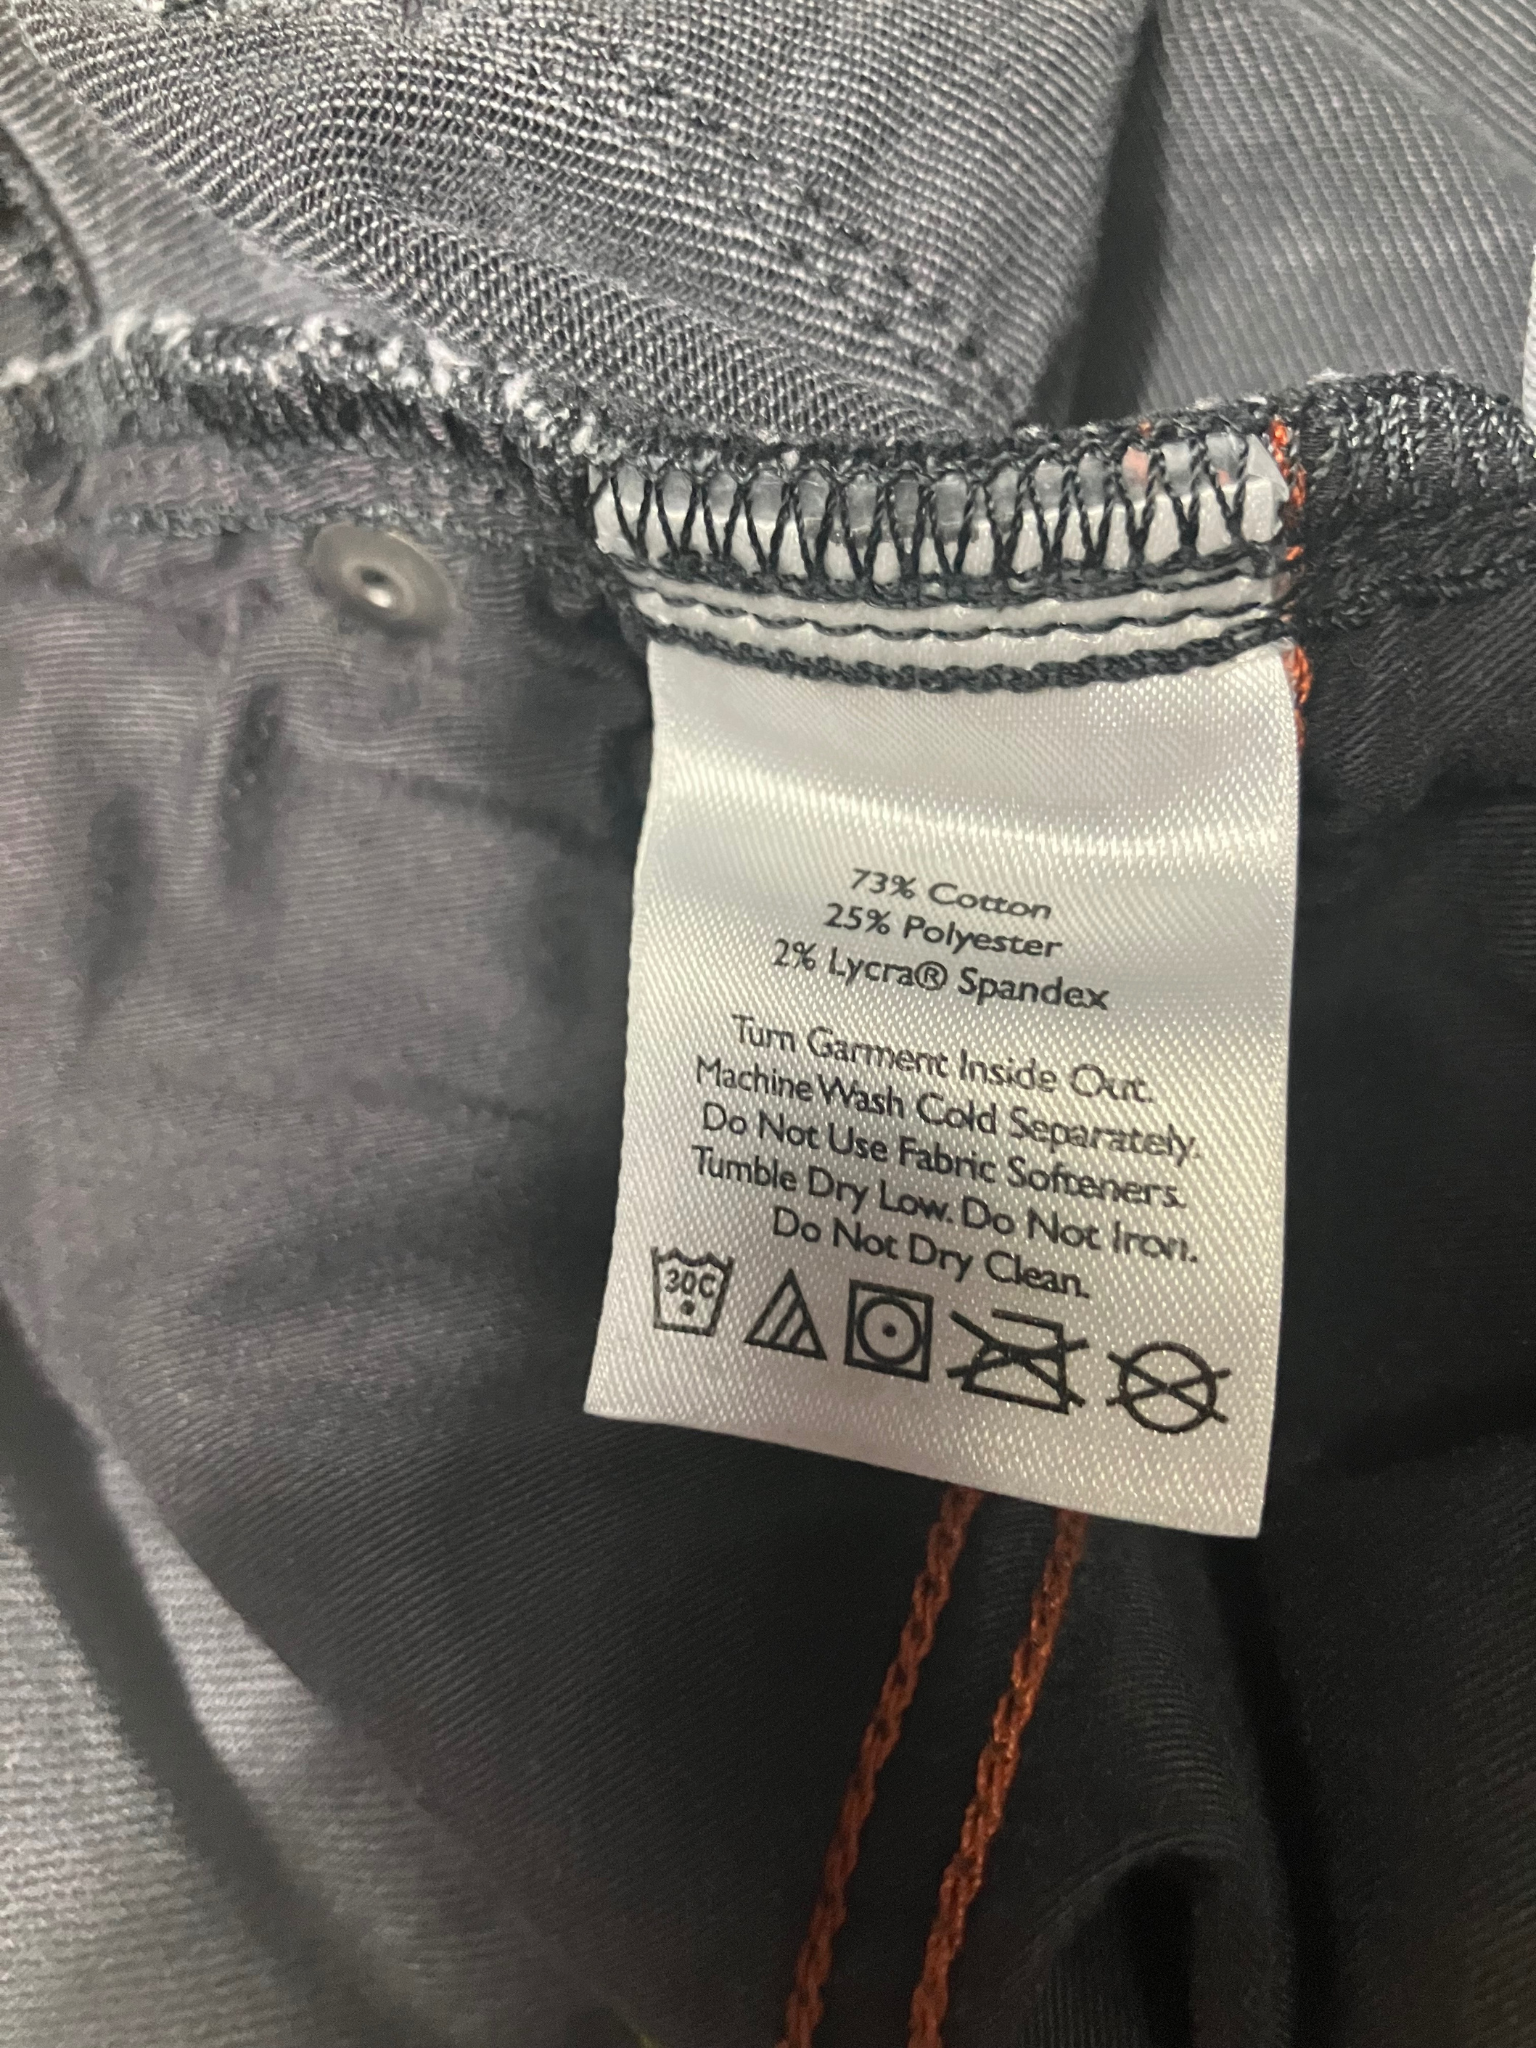 73% Cotton
25% Polyester
2% Lycra® Spandex
Turn Garment Inside Out.
Machine Wash Cold Separately.
Do Not Use Fabric Softeners.
Tumble Dry Low. Do Not Iron.
Do Not Dry Clean.
30C